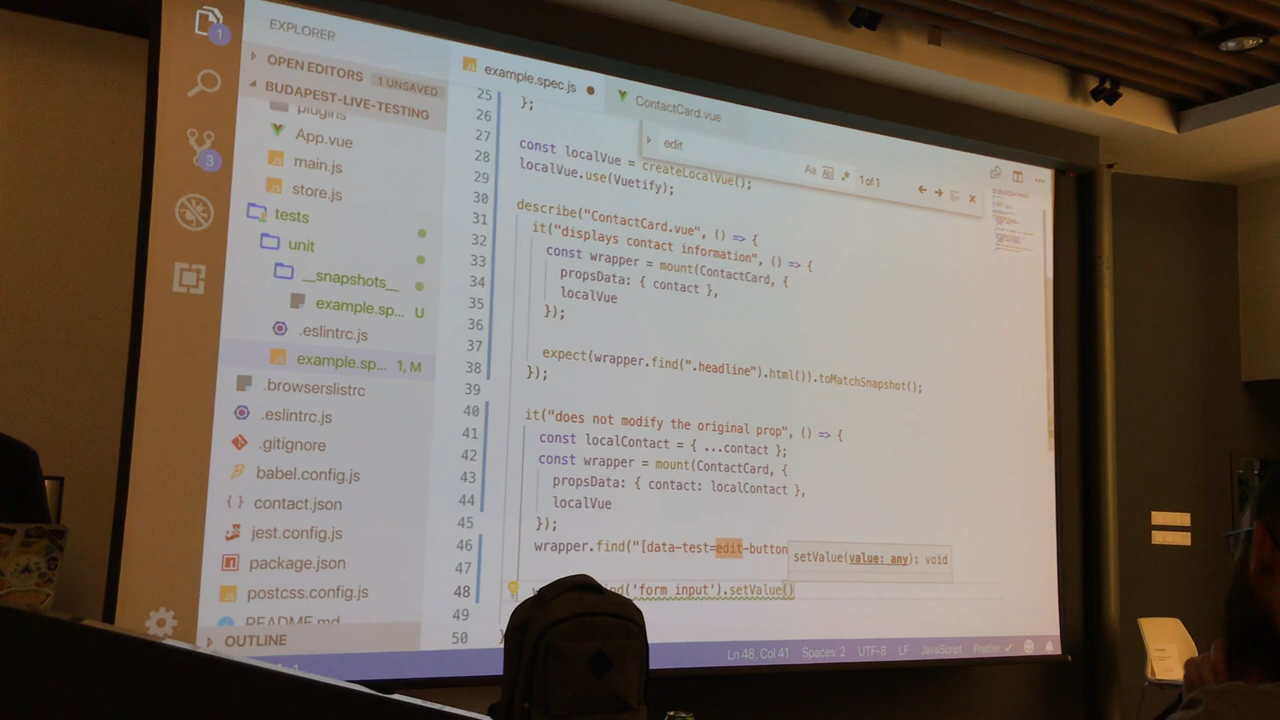 EXPLORER
OPEN EDITORS 1 UNSAVED
BUDAPEST-LIVE-TESTING
plugins
App.vue
main.js
store.js
tests
unit
__snapshots__
example.sp... U
.eslintrc.js
example.sp... 1, M
.browserslistrc
.eslintrc.js
.gitignore
babel.config.js
contact.json
jest.config.js
package.json
postcss.config.js
README.md
OUTLINE
1
3
example.spec.js
ContactCard.vue
edit
Aa Abl .* 1 of 1
25 };
26
27 const localVue = createLocalVue();
28 localVue.use(Vuetify);
29
30 describe("ContactCard.vue", () => {
31 it("displays contact information", () => {
32 const wrapper = mount(ContactCard, {
33 propsData: { contact },
34 localVue
35 });
36
37 expect(wrapper.find(".headline").html()).toMatchSnapshot();
38 });
39
40 it("does not modify the original prop", () => {
41 const localContact = { ...contact };
42 const wrapper = mount(ContactCard, {
43 propsData: { contact: localContact },
44 localVue
45 });
46 wrapper.find("[data-test=edit-button
setValue(value: any): void
47
48 'form input').setValue()
49
50
Ln 48, Col 41 Spaces: 2 UTF-8 LF JavaScript Prettier ✓